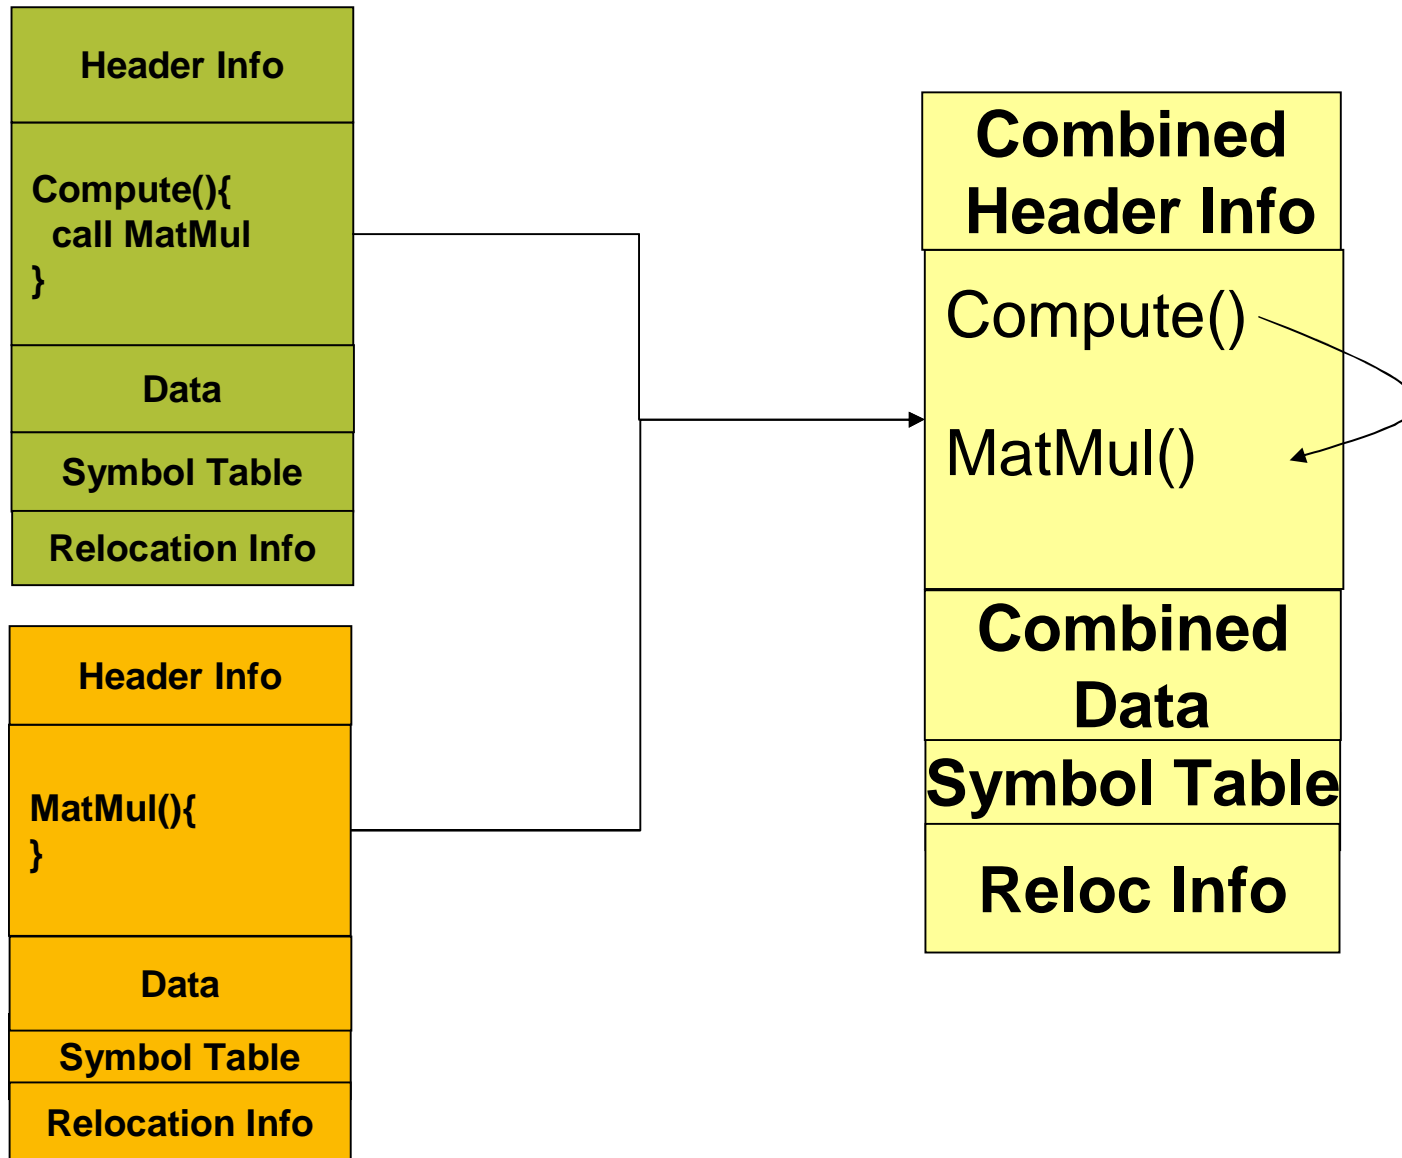 Header Info
Compute(){
call MatMul
}
Data
Symbol Table
Relocation Info
Header Info
MatMul(){
}
Data
Symbol Table
Relocation Info
Combined
Header Info
Compute()
MatMul()
Combined
Data
Symbol Table
Reloc Info